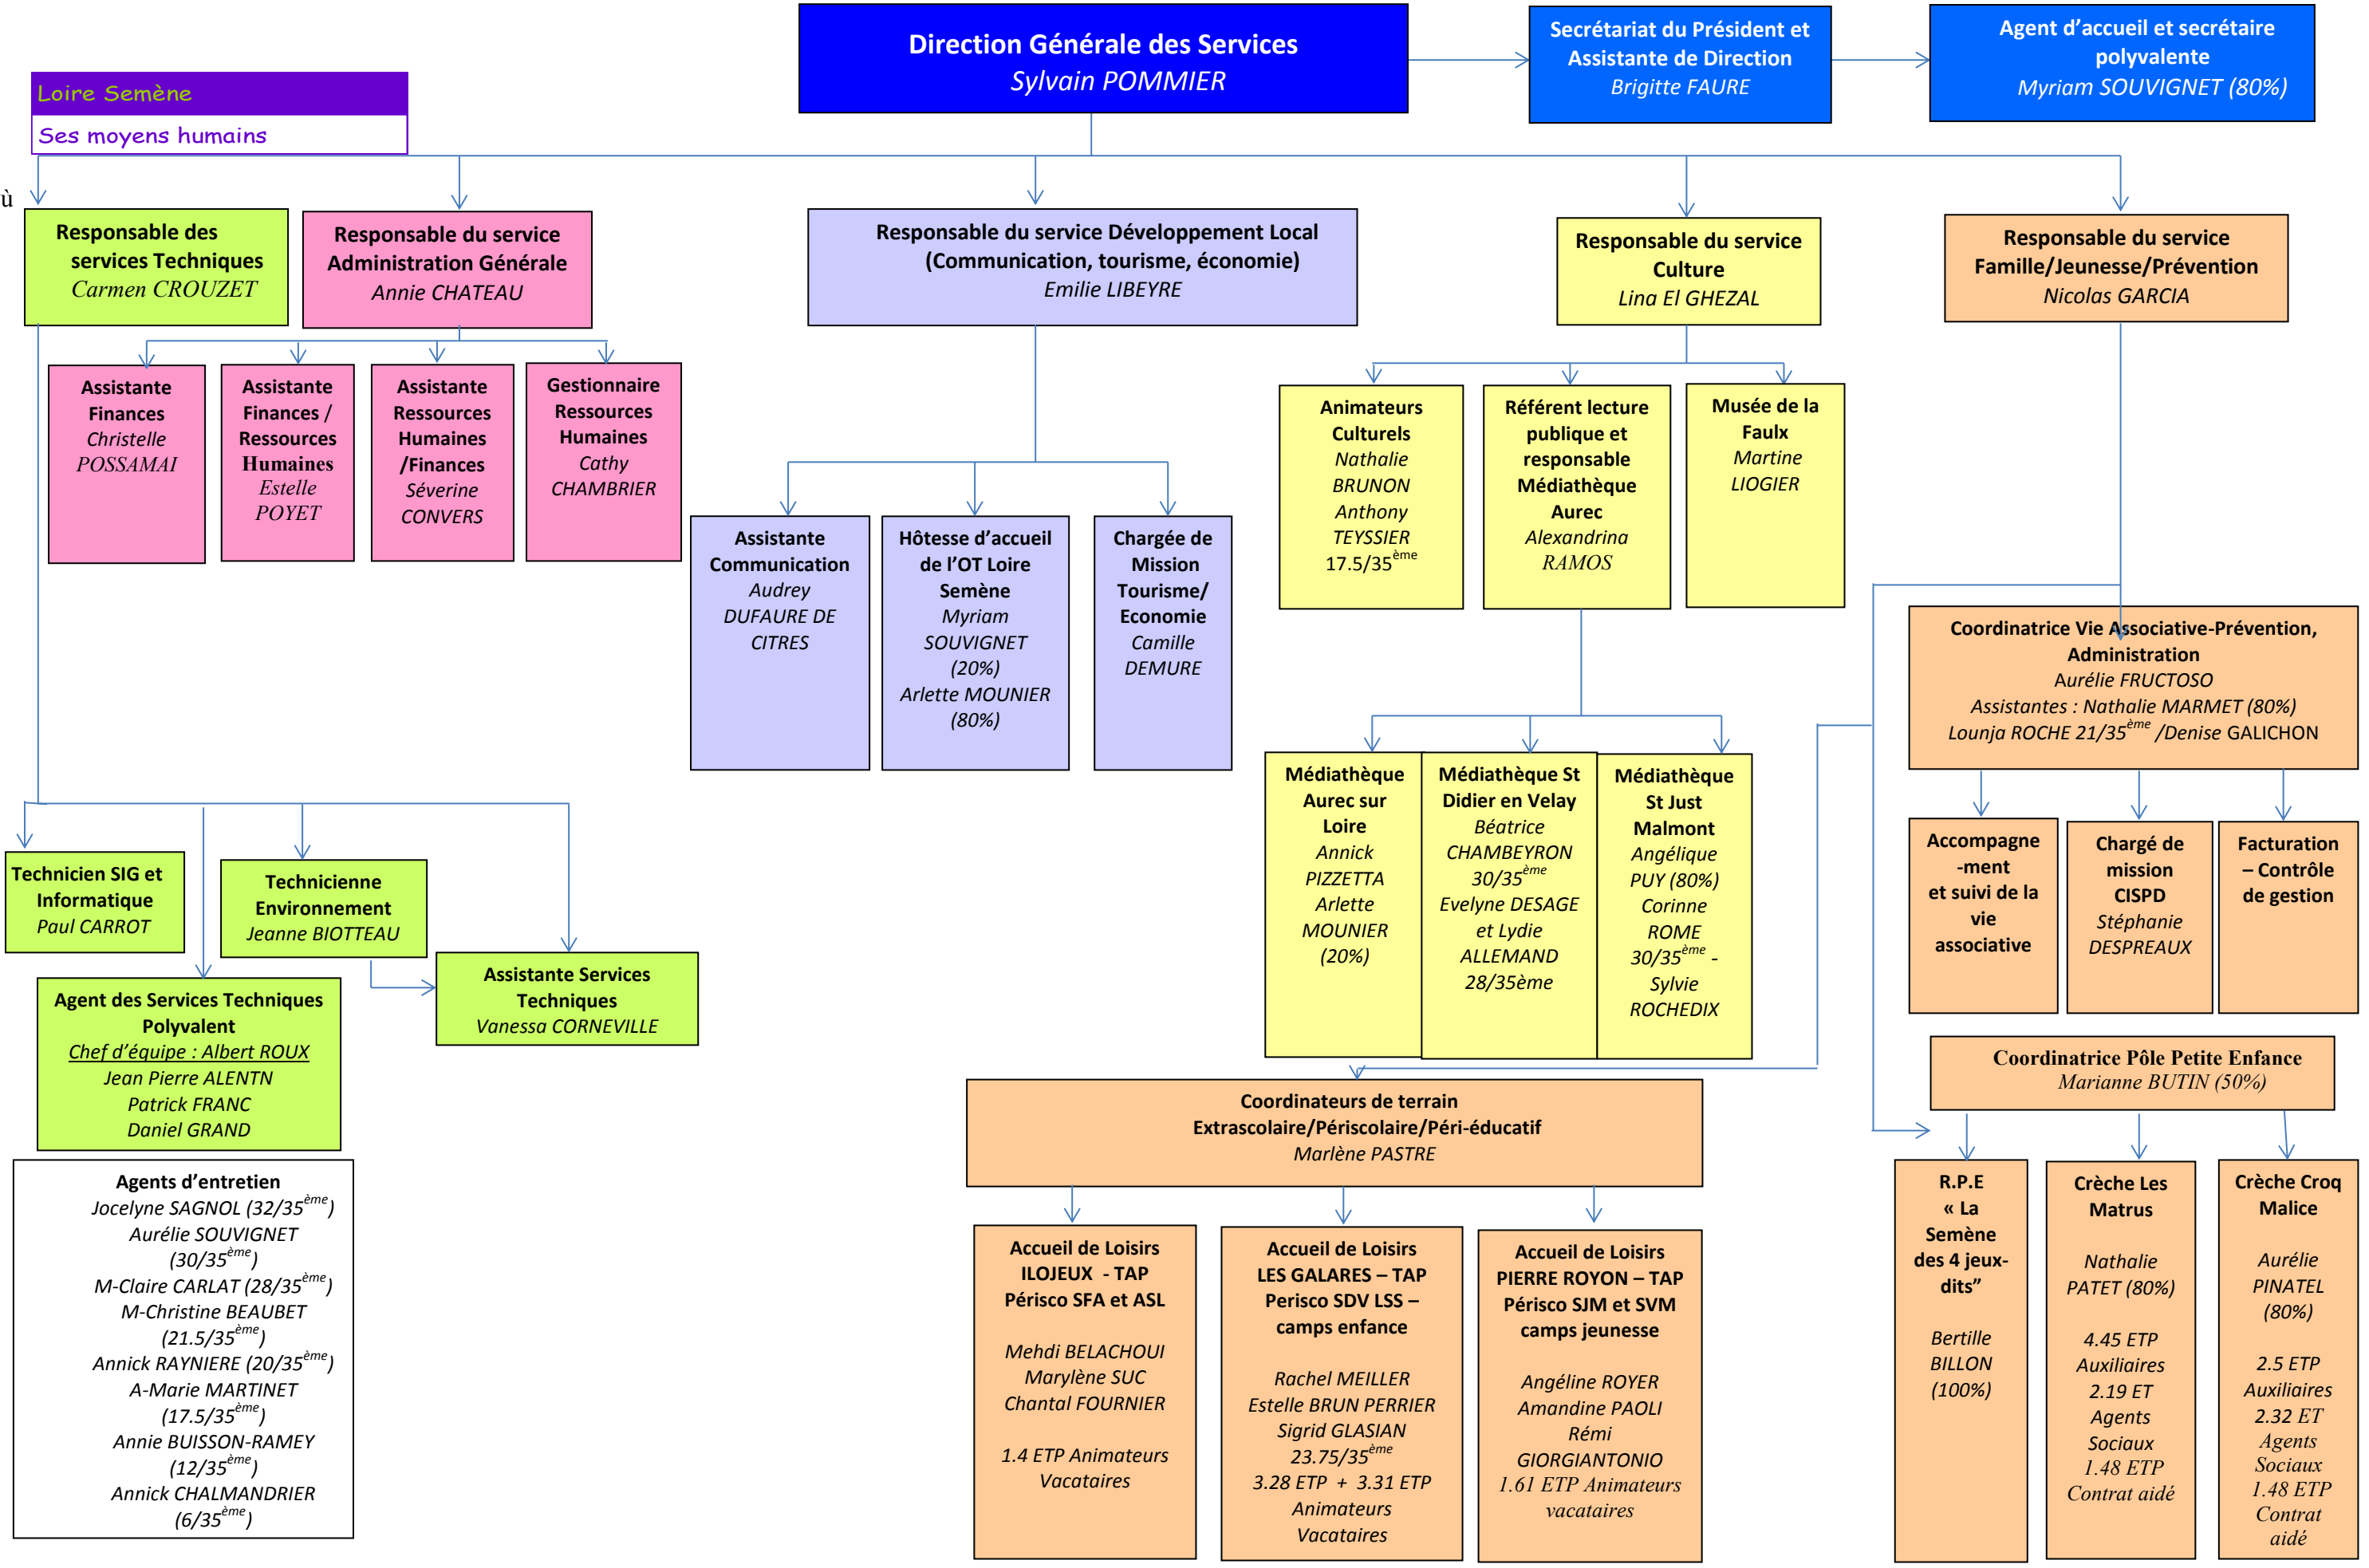 Direction Générale des Services
Sylvain POMMIER
Secrétariat du Président et
Assistante de Direction
Brigitte FAURE
Agent d’accueil et secrétaire
polyvalente
Myriam SOUVIGNET (80%)
Loire Semène
Ses moyens humains
ù
Responsable des
services Techniques
Carmen CROUZET
Responsable du service
Administration Générale
Annie CHATEAU
Responsable du service Développement Local
(Communication, tourisme, économie)
Emilie LIBEYRE
Responsable du service
Culture
Lina El GHEZAL
Responsable du service
Famille/Jeunesse/Prévention
Nicolas GARCIA
Assistante
Finances
Christelle
POSSAMAI
Assistante
Finances /
Ressources
Humaines
Estelle
POYET
Assistante
Ressources
Humaines
/Finances
Séverine
CONVERS
Gestionnaire
Ressources
Humaines
Cathy
CHAMBRIER
Assistante
Communication
Audrey
DUFAURE DE
CITRES
Hôtesse d’accueil
de l’OT Loire
Semène
Myriam
SOUVIGNET
(20%)
Arlette MOUNIER
(80%)
Chargée de
Mission
Tourisme/
Economie
Camille
DEMURE
Animateurs
Culturels
Nathalie
BRUNON
Anthony
TEYSSIER
17.5/35ème
Référent lecture
publique et
responsable
Médiathèque
Aurec
Alexandrina
RAMOS
Musée de la
Faulx
Martine
LIOGIER
Coordinatrice Vie Associative-Prévention,
Administration
Aurélie FRUCTOSO
Assistantes : Nathalie MARMET (80%)
Lounja ROCHE 21/35ème /Denise GALICHON
Médiathèque
Aurec sur
Loire
Annick
PIZZETTA
Arlette
MOUNIER
(20%)
Médiathèque St
Didier en Velay
Béatrice
CHAMBEYRON
30/35ème
Evelyne DESAGE
et Lydie
ALLEMAND
28/35ème
Médiathèque
St Just
Malmont
Angélique
PUY (80%)
Corinne
ROME
30/35ème -
Sylvie
ROCHEDIX
Accompagne
-ment
et suivi de la
vie
associative
Chargé de
mission
CISPD
Stéphanie
DESPREAUX
Facturation
– Contrôle
de gestion
Technicien SIG et
Informatique
Paul CARROT
Technicienne
Environnement
Jeanne BIOTTEAU
Assistante Services
Techniques
Vanessa CORNEVILLE
Agent des Services Techniques
Polyvalent
Chef d’équipe : Albert ROUX
Jean Pierre ALENTN
Patrick FRANC
Daniel GRAND
Agents d’entretien
Jocelyne SAGNOL (32/35ème)
Aurélie SOUVIGNET
(30/35ème)
M-Claire CARLAT (28/35ème)
M-Christine BEAUBET
(21.5/35ème)
Annick RAYNIERE (20/35ème)
A-Marie MARTINET
(17.5/35ème)
Annie BUISSON-RAMEY
(12/35ème)
Annick CHALMANDRIER
(6/35ème)
Coordinateurs de terrain
Extrascolaire/Périscolaire/Péri-éducatif
Marlène PASTRE
Accueil de Loisirs
ILOJEUX - TAP
Périsco SFA et ASL
Mehdi BELACHOUI
Marylène SUC
Chantal FOURNIER
1.4 ETP Animateurs
Vacataires
Accueil de Loisirs
LES GALARES – TAP
Perisco SDV LSS –
camps enfance
Rachel MEILLER
Estelle BRUN PERRIER
Sigrid GLASIAN
23.75/35ème
3.28 ETP + 3.31 ETP
Animateurs
Vacataires
Accueil de Loisirs
PIERRE ROYON – TAP
Périsco SJM et SVM
camps jeunesse
Angéline ROYER
Amandine PAOLI
Rémi
GIORGIANTONIO
1.61 ETP Animateurs
vacataires
Coordinatrice Pôle Petite Enfance
Marianne BUTIN (50%)
R.P.E
« La
Semène
des 4 jeux-
dits”
Bertille
BILLON
(100%)
Crèche Les
Matrus
Nathalie
PATET (80%)
4.45 ETP
Auxiliaires
2.19 ET
Agents
Sociaux
1.48 ETP
Contrat aidé
Crèche Croq
Malice
Aurélie
PINATEL
(80%)
2.5 ETP
Auxiliaires
2.32 ET
Agents
Sociaux
1.48 ETP
Contrat
aidé